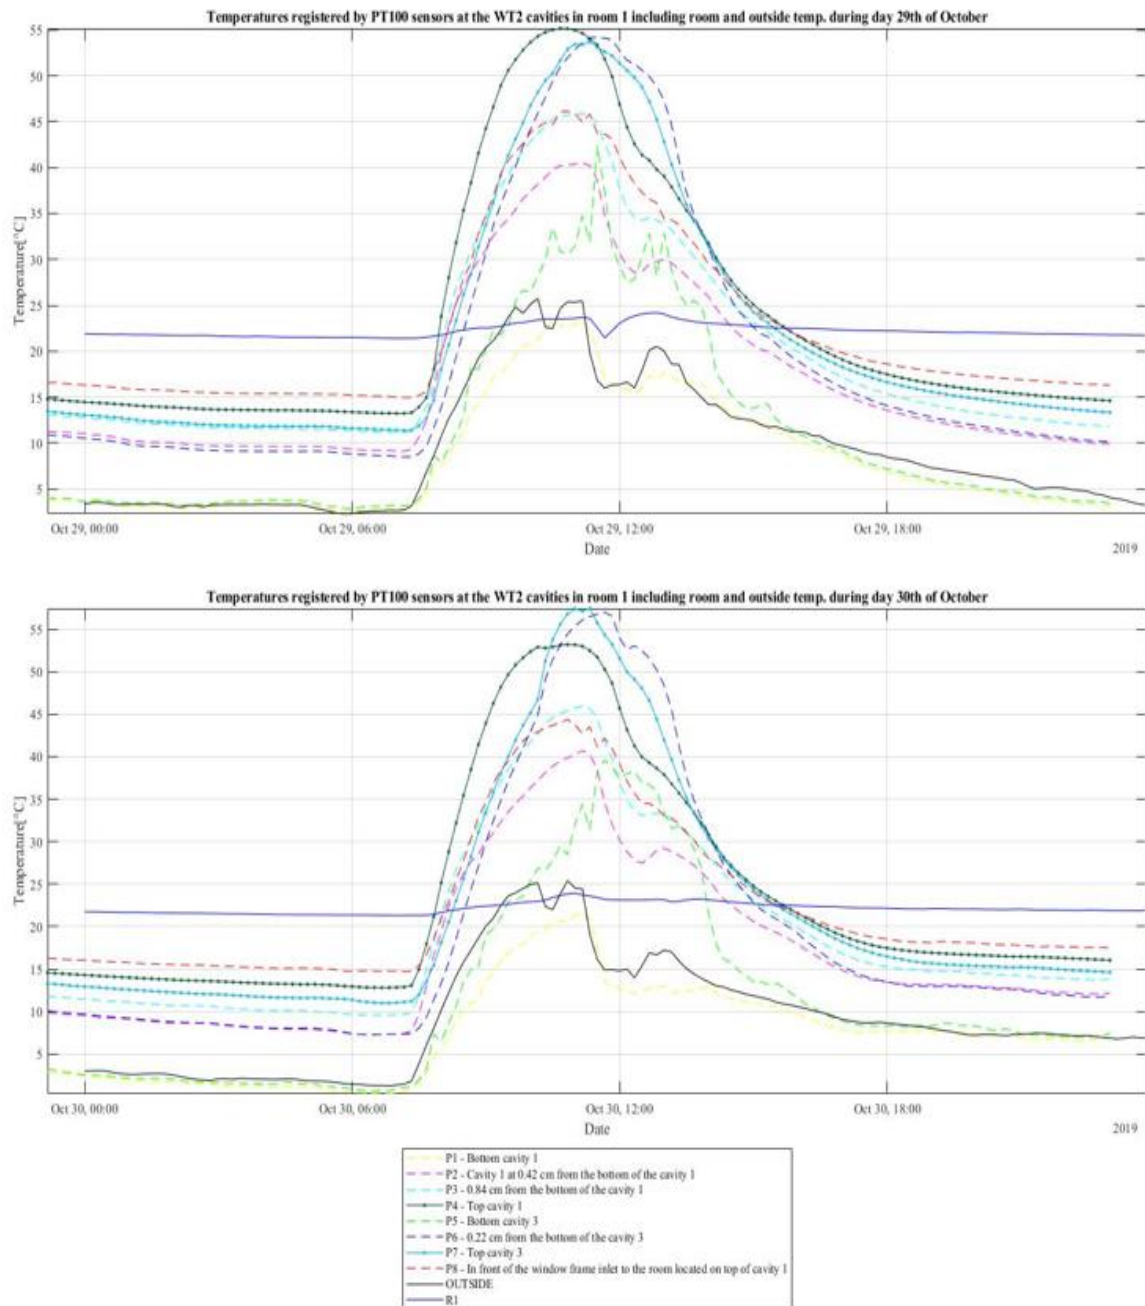 Temperatures registered by PT100 sensors at the WT2 cavities in room 1 including room and outside temp. during day 29th of October
55
50
45
40
35
30
25
20
15
10
5
Temperature[°C]
Oct 29, 00:00
Oct 29, 06:00
Oct 29, 12:00
Oct 29, 18:00
Date
2019
Temperatures registered by PT100 sensors at the WT2 cavities in room 1 including room and outside temp. during day 30th of October
55
50
45
40
35
30
25
20
15
10
5
Temperature[°C]
Oct 30, 00:00
Oct 30, 06:00
Oct 30, 12:00
Oct 30, 18:00
Date
2019
P1 - Bottom cavity 1
P2 - Cavity 1 at 0.42 cm from the bottom of the cavity 1
P3 - 0.84 cm from the bottom of the cavity 1
P4 - Top cavity 1
P5 - Bottom cavity 3
P6 - 0.22 cm from the bottom of the cavity 3
P7 - Top cavity 3
P8 - In front of the window frame inlet to the room located on top of cavity 1
OUTSIDE
R1